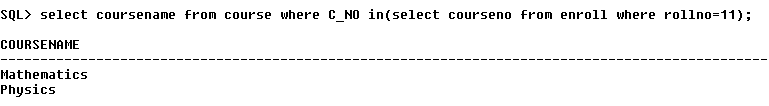 SQL> select coursename from course where C_NO in(select courseno from enroll where rollno=11);
COURSENAME
----------------------------------------------------------------------------------------------------
Mathematics
Physics